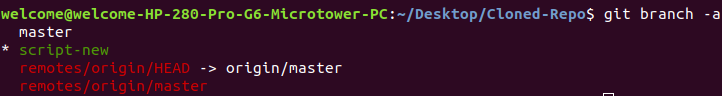 welcome@welcome-HP-280-Pro-G6-Microtower-PC:~/Desktop/Cloned-Repo$ git branch -a
  master
* script-new
  remotes/origin/HEAD -> origin/master
  remotes/origin/master